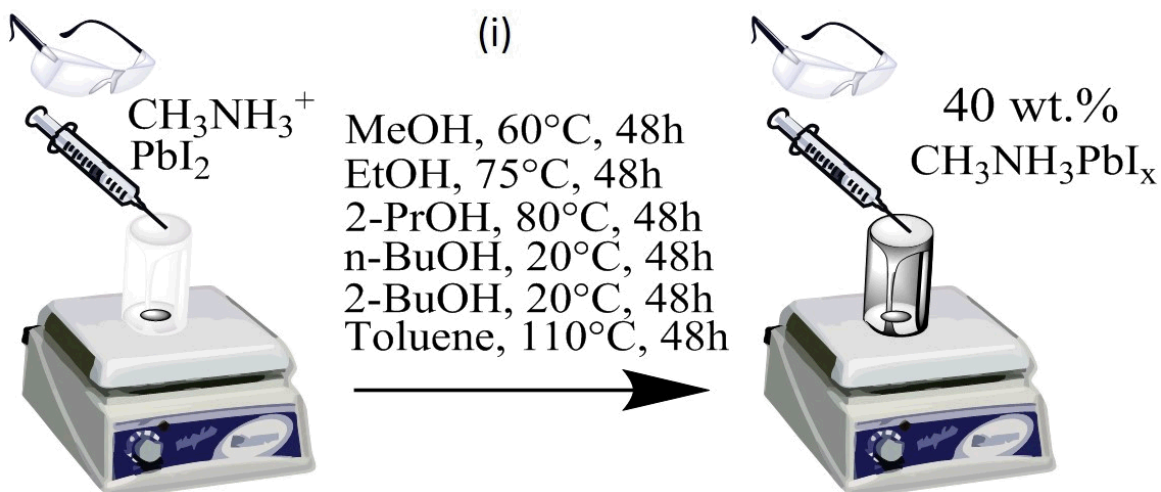 (i)
CH₃NH₃⁺
PbI₂
MeOH, 60°C, 48h
EtOH, 75°C, 48h
2-PrOH, 80°C, 48h
n-BuOH, 20°C, 48h
2-BuOH, 20°C, 48h
Toluene, 110°C, 48h
40 wt.%
CH₃NH₃PbIₓ